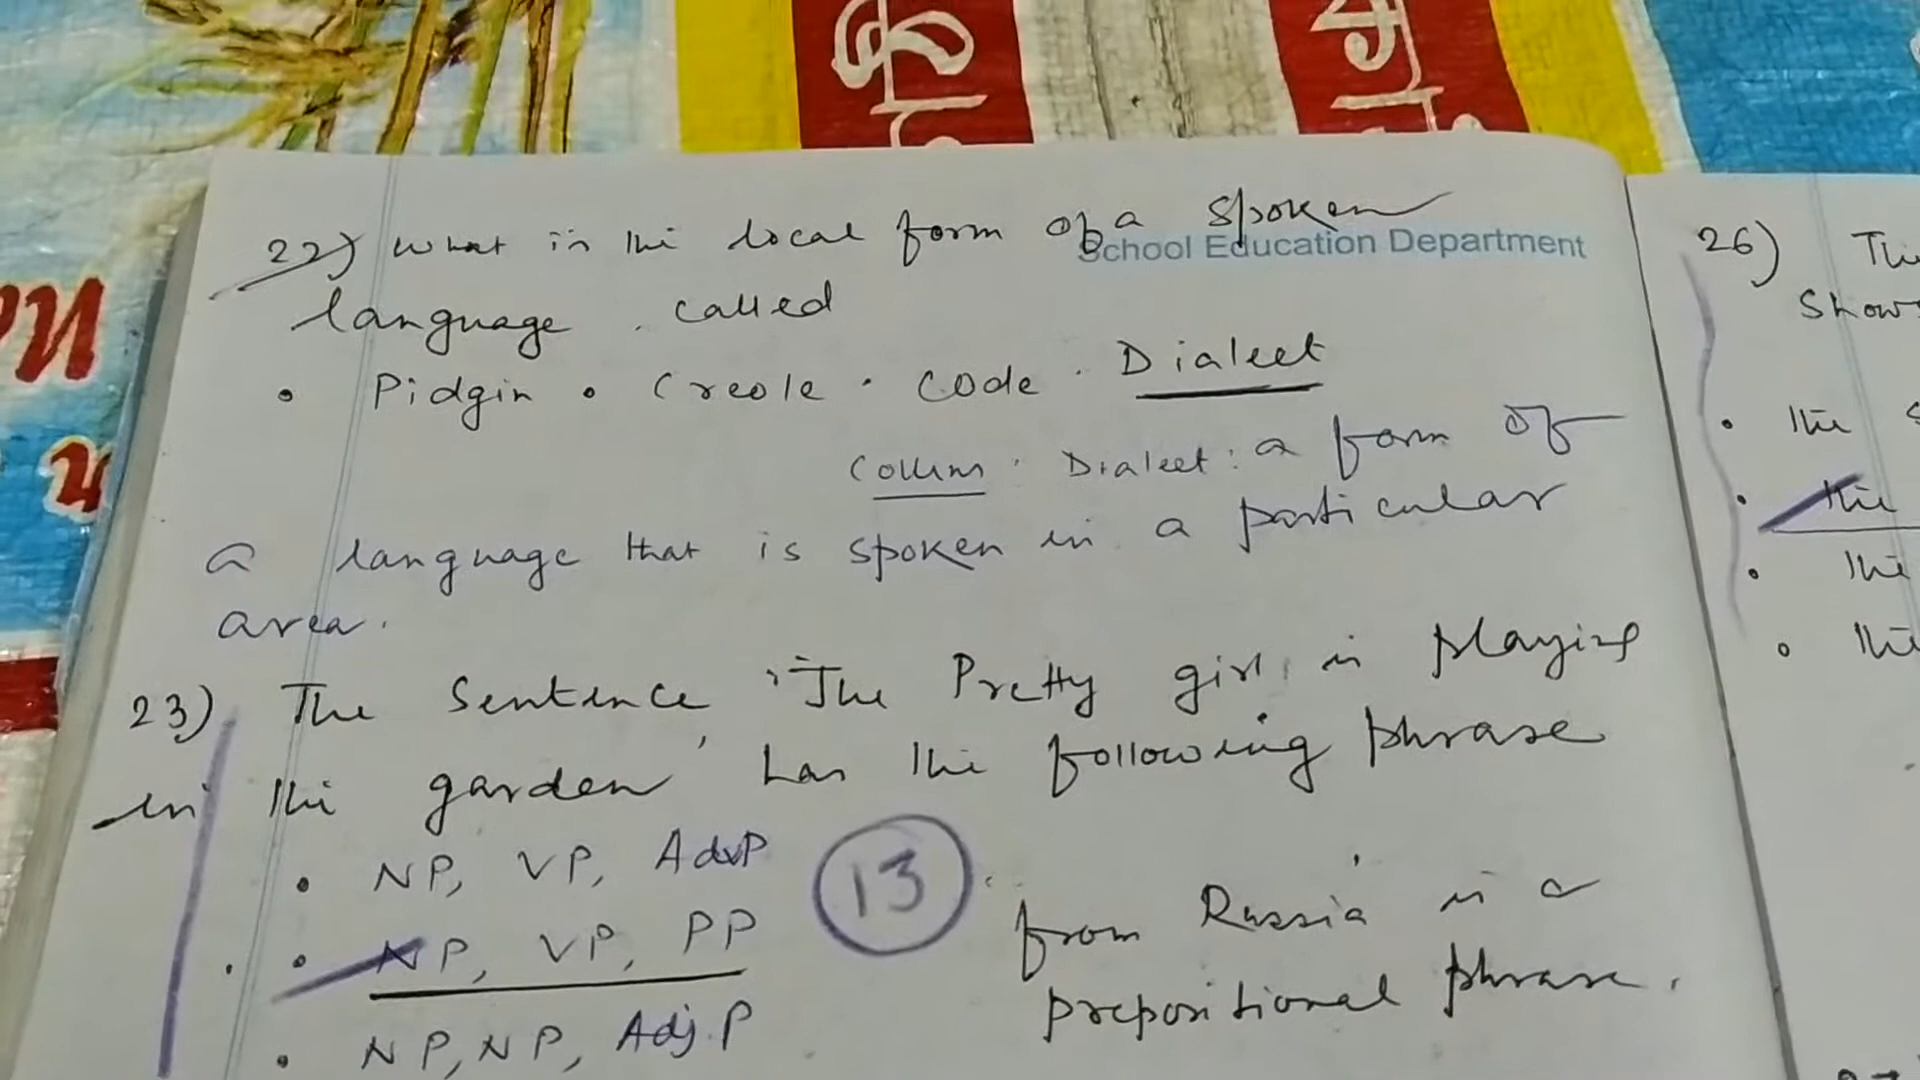 22) What is the local form of a spoken
School Education Department
language called
• Pidgin • Creole • Code • Dialect
Collins : Dialect : a form of
a language that is spoken in a particular
area.
23) The Sentence, 'The Pretty girl is playing
in the garden' has the following phrase
• NP, VP, AdvP
13
• NP, VP, PP
from Russia is a
prepositional phrase.
• NP, NP, Adj.P
26) Th
Show
• the
• the
• the
• the